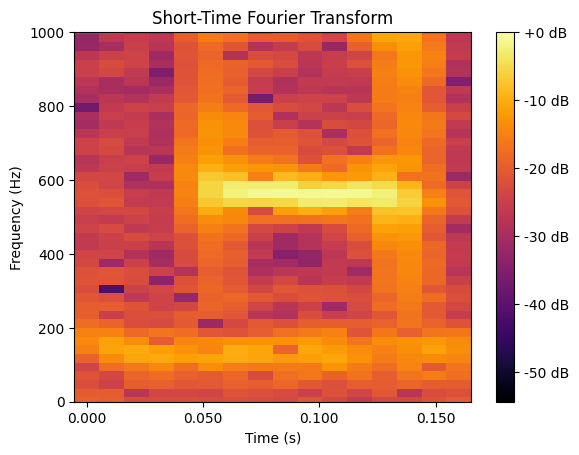 Short-Time Fourier Transform
1000
800
600
400
200
0
Frequency (Hz)
0.000
0.050
0.100
0.150
Time (s)
+0 dB
-10 dB
-20 dB
-30 dB
-40 dB
-50 dB